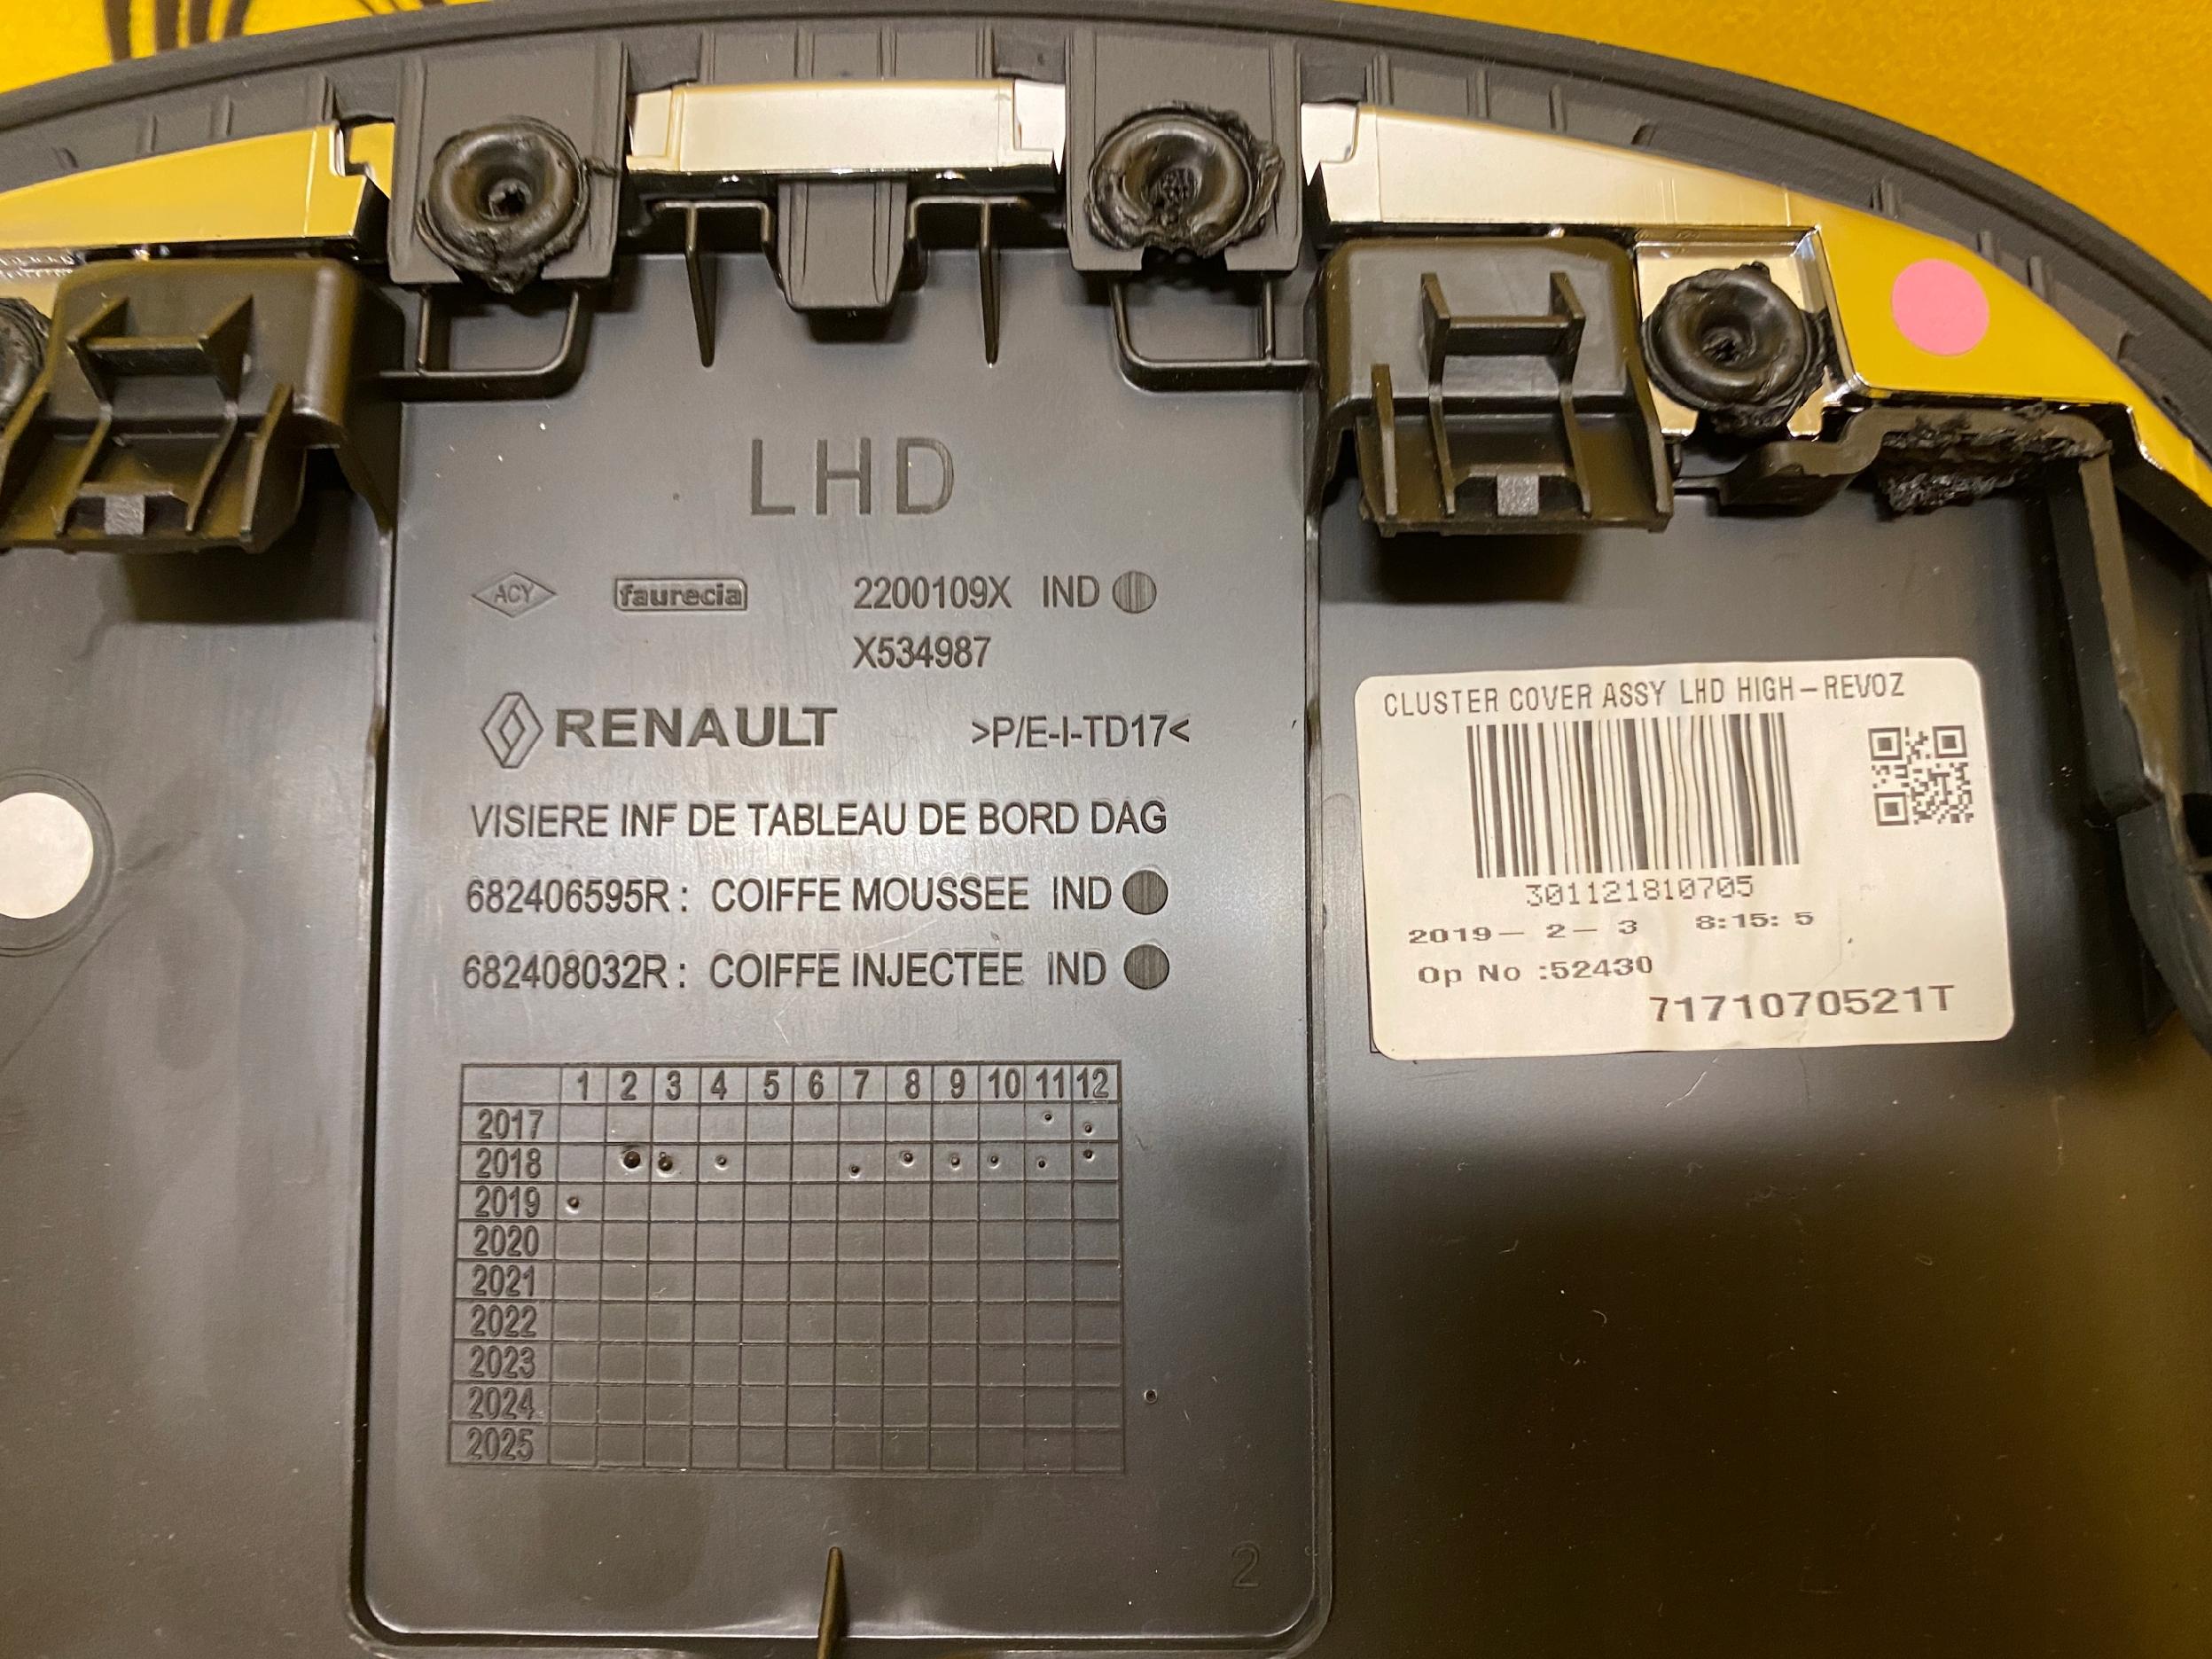 LHD
ACY faurecia 2200109X IND
X534987
RENAULT >P/E-I-TD17<
VISIERE INF DE TABLEAU DE BORD DAG
682406595R : COIFFE MOUSSEE IND
682408032R : COIFFE INJECTEE IND
1 2 3 4 5 6 7 8 9 10 11 12
2017
2018
2019
2020
2021
2022
2023
2024
2025
2
CLUSTER COVER ASSY LHD HIGH-REVOZ
301121810705
2019- 2- 3 8:15: 5
Op No :52430
7171070521T